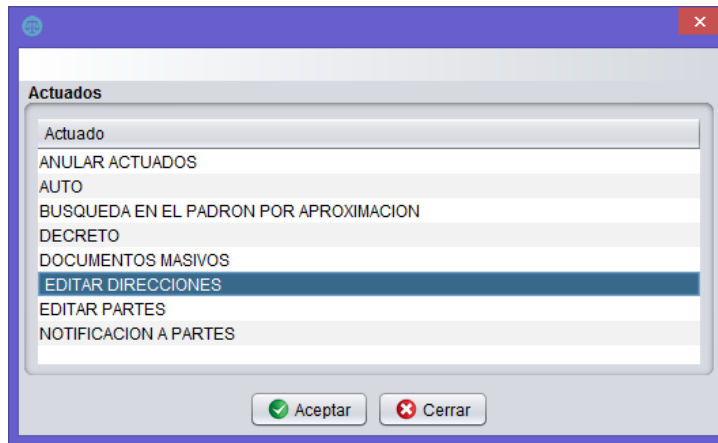 Actuados
Actuado
ANULAR ACTUADOS
AUTO
BUSQUEDA EN EL PADRON POR APROXIMACION
DECRETO
DOCUMENTOS MASIVOS
EDITAR DIRECCIONES
EDITAR PARTES
NOTIFICACION A PARTES
Aceptar Cerrar